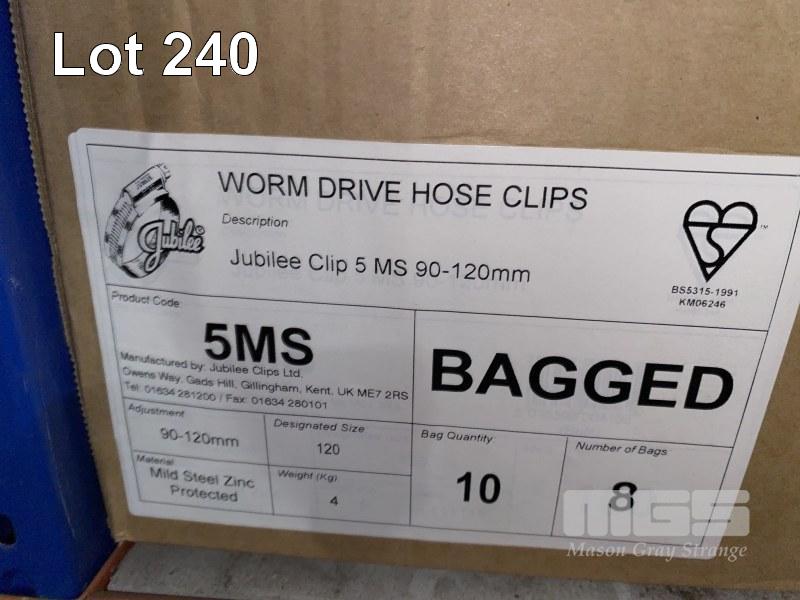 Lot 240
WORM DRIVE HOSE CLIPS
Description
Jubilee
Jubilee Clip 5 MS 90-120mm
TM
BS5315-1991
KM06246
Product Code
5MS
Manufactured by: Jubilee Clips Ltd.
Owens Way, Gads Hill, Gillingham, Kent. UK ME7 2RS
Tel: 01634 281200 / Fax: 01634 280101
BAGGED
Adjustment
90-120mm
Designated Size
120
Bag Quantity
10
Number of Bags
8
Material
Mild Steel Zinc
Protected
Weight (Kg)
4
MGS
Mason Gray Strange